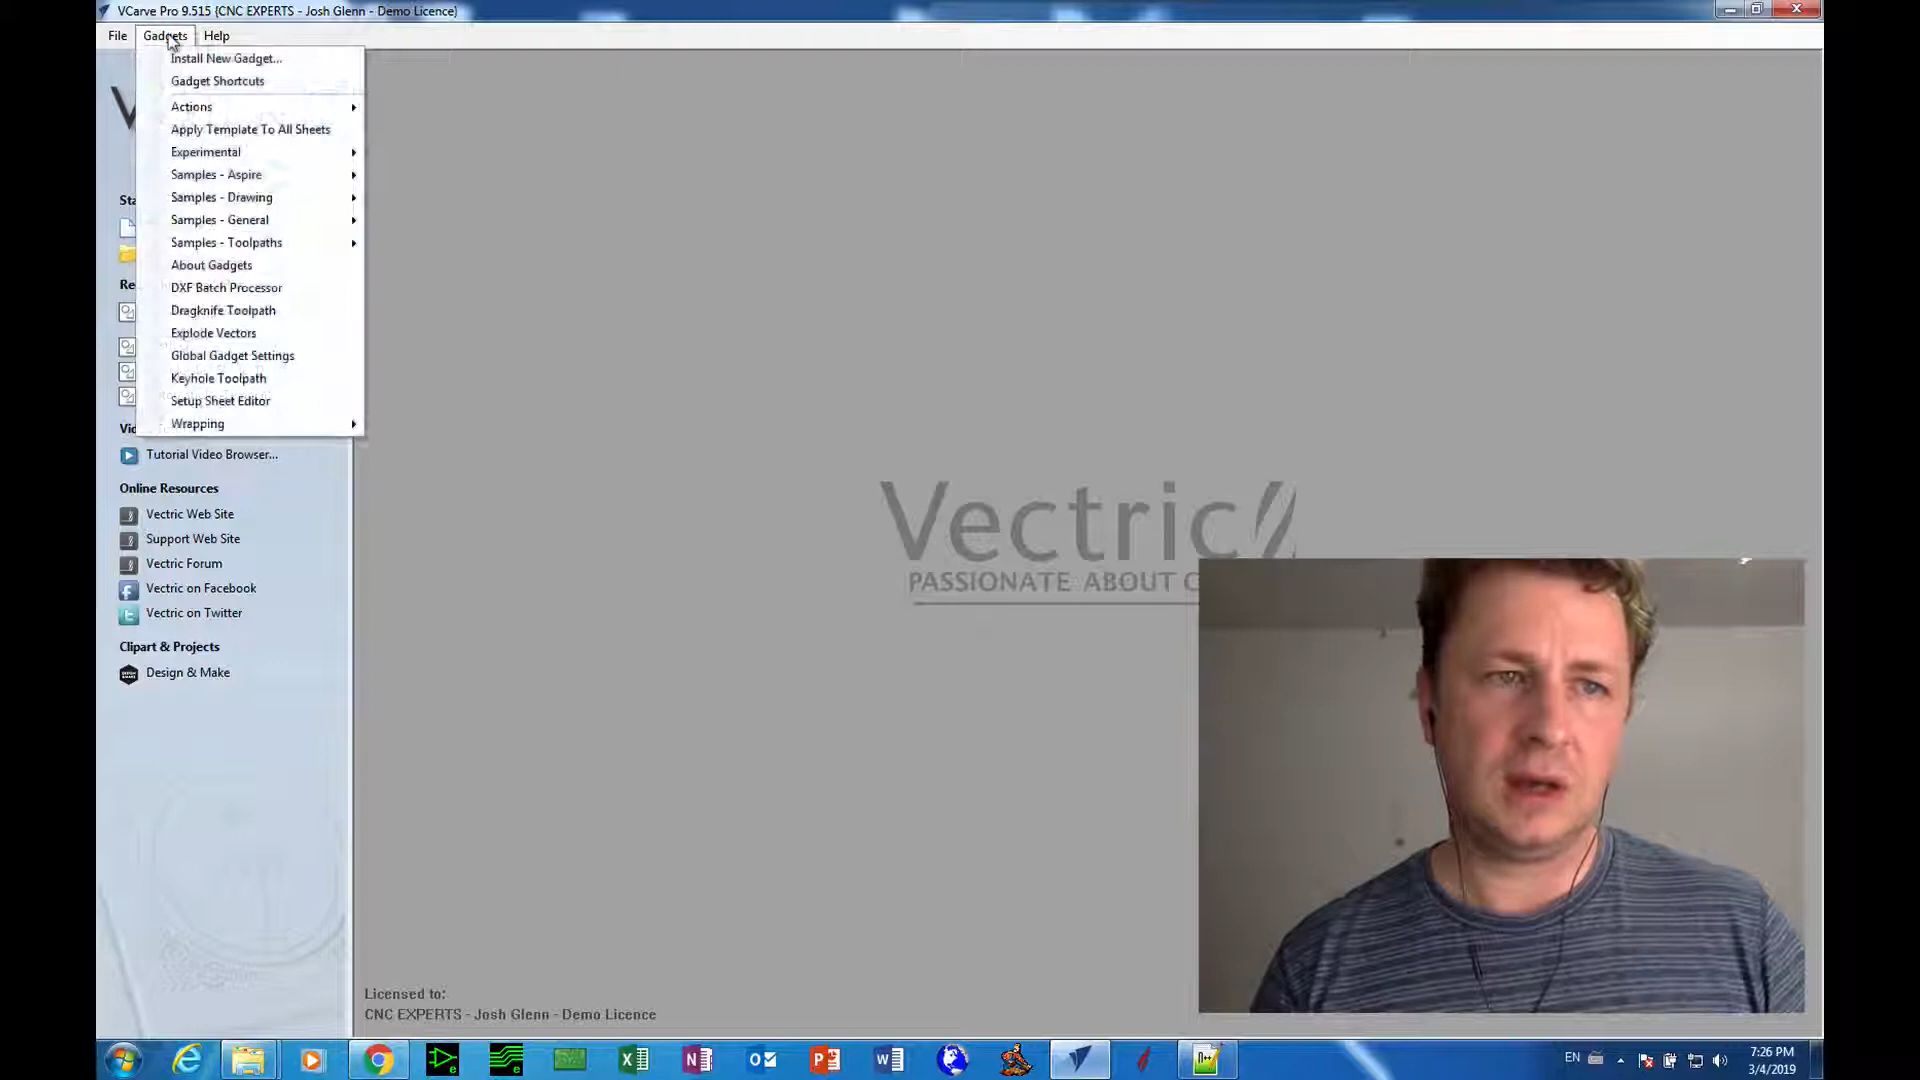 VCarve Pro 9.515 {CNC EXPERTS - Josh Glenn - Demo Licence}
File Gadgets Help
Install New Gadget...
Gadget Shortcuts
Actions
Apply Template To All Sheets
Experimental
Samples - Aspire
Samples - Drawing
Samples - General
Samples - Toolpaths
About Gadgets
DXF Batch Processor
Dragknife Toolpath
Explode Vectors
Global Gadget Settings
Keyhole Toolpath
Setup Sheet Editor
Wrapping
V
Sta
Re
Vid
Tutorial Video Browser...
Online Resources
Vectric Web Site
Support Web Site
Vectric Forum
Vectric on Facebook
Vectric on Twitter
Clipart & Projects
Design & Make
Vectric
PASSIONATE ABOUT C
Licensed to:
CNC EXPERTS - Josh Glenn - Demo Licence
EN
7:26 PM
3/4/2019